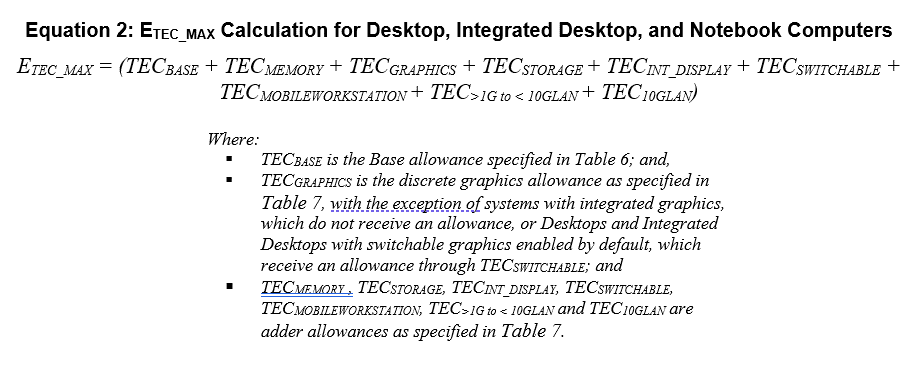 Equation 2: ETEC_MAX Calculation for Desktop, Integrated Desktop, and Notebook Computers
ETEC_MAX = (TECBASE + TECMEMORY + TECGRAPHICS + TECSTORAGE + TECINT_DISPLAY + TECSWITCHABLE +
TECMOBILEWORKSTATION + TEC>1G to < 10GLAN + TEC10GLAN)
Where:
▪ TECBASE is the Base allowance specified in Table 6; and,
▪ TECGRAPHICS is the discrete graphics allowance as specified in
Table 7, with the exception of systems with integrated graphics,
which do not receive an allowance, or Desktops and Integrated
Desktops with switchable graphics enabled by default, which
receive an allowance through TECSWITCHABLE; and
▪ TECMEMORY, TECSTORAGE, TECINT_DISPLAY, TECSWITCHABLE,
TECMOBILEWORKSTATION, TEC>1G to < 10GLAN and TEC10GLAN are
adder allowances as specified in Table 7.